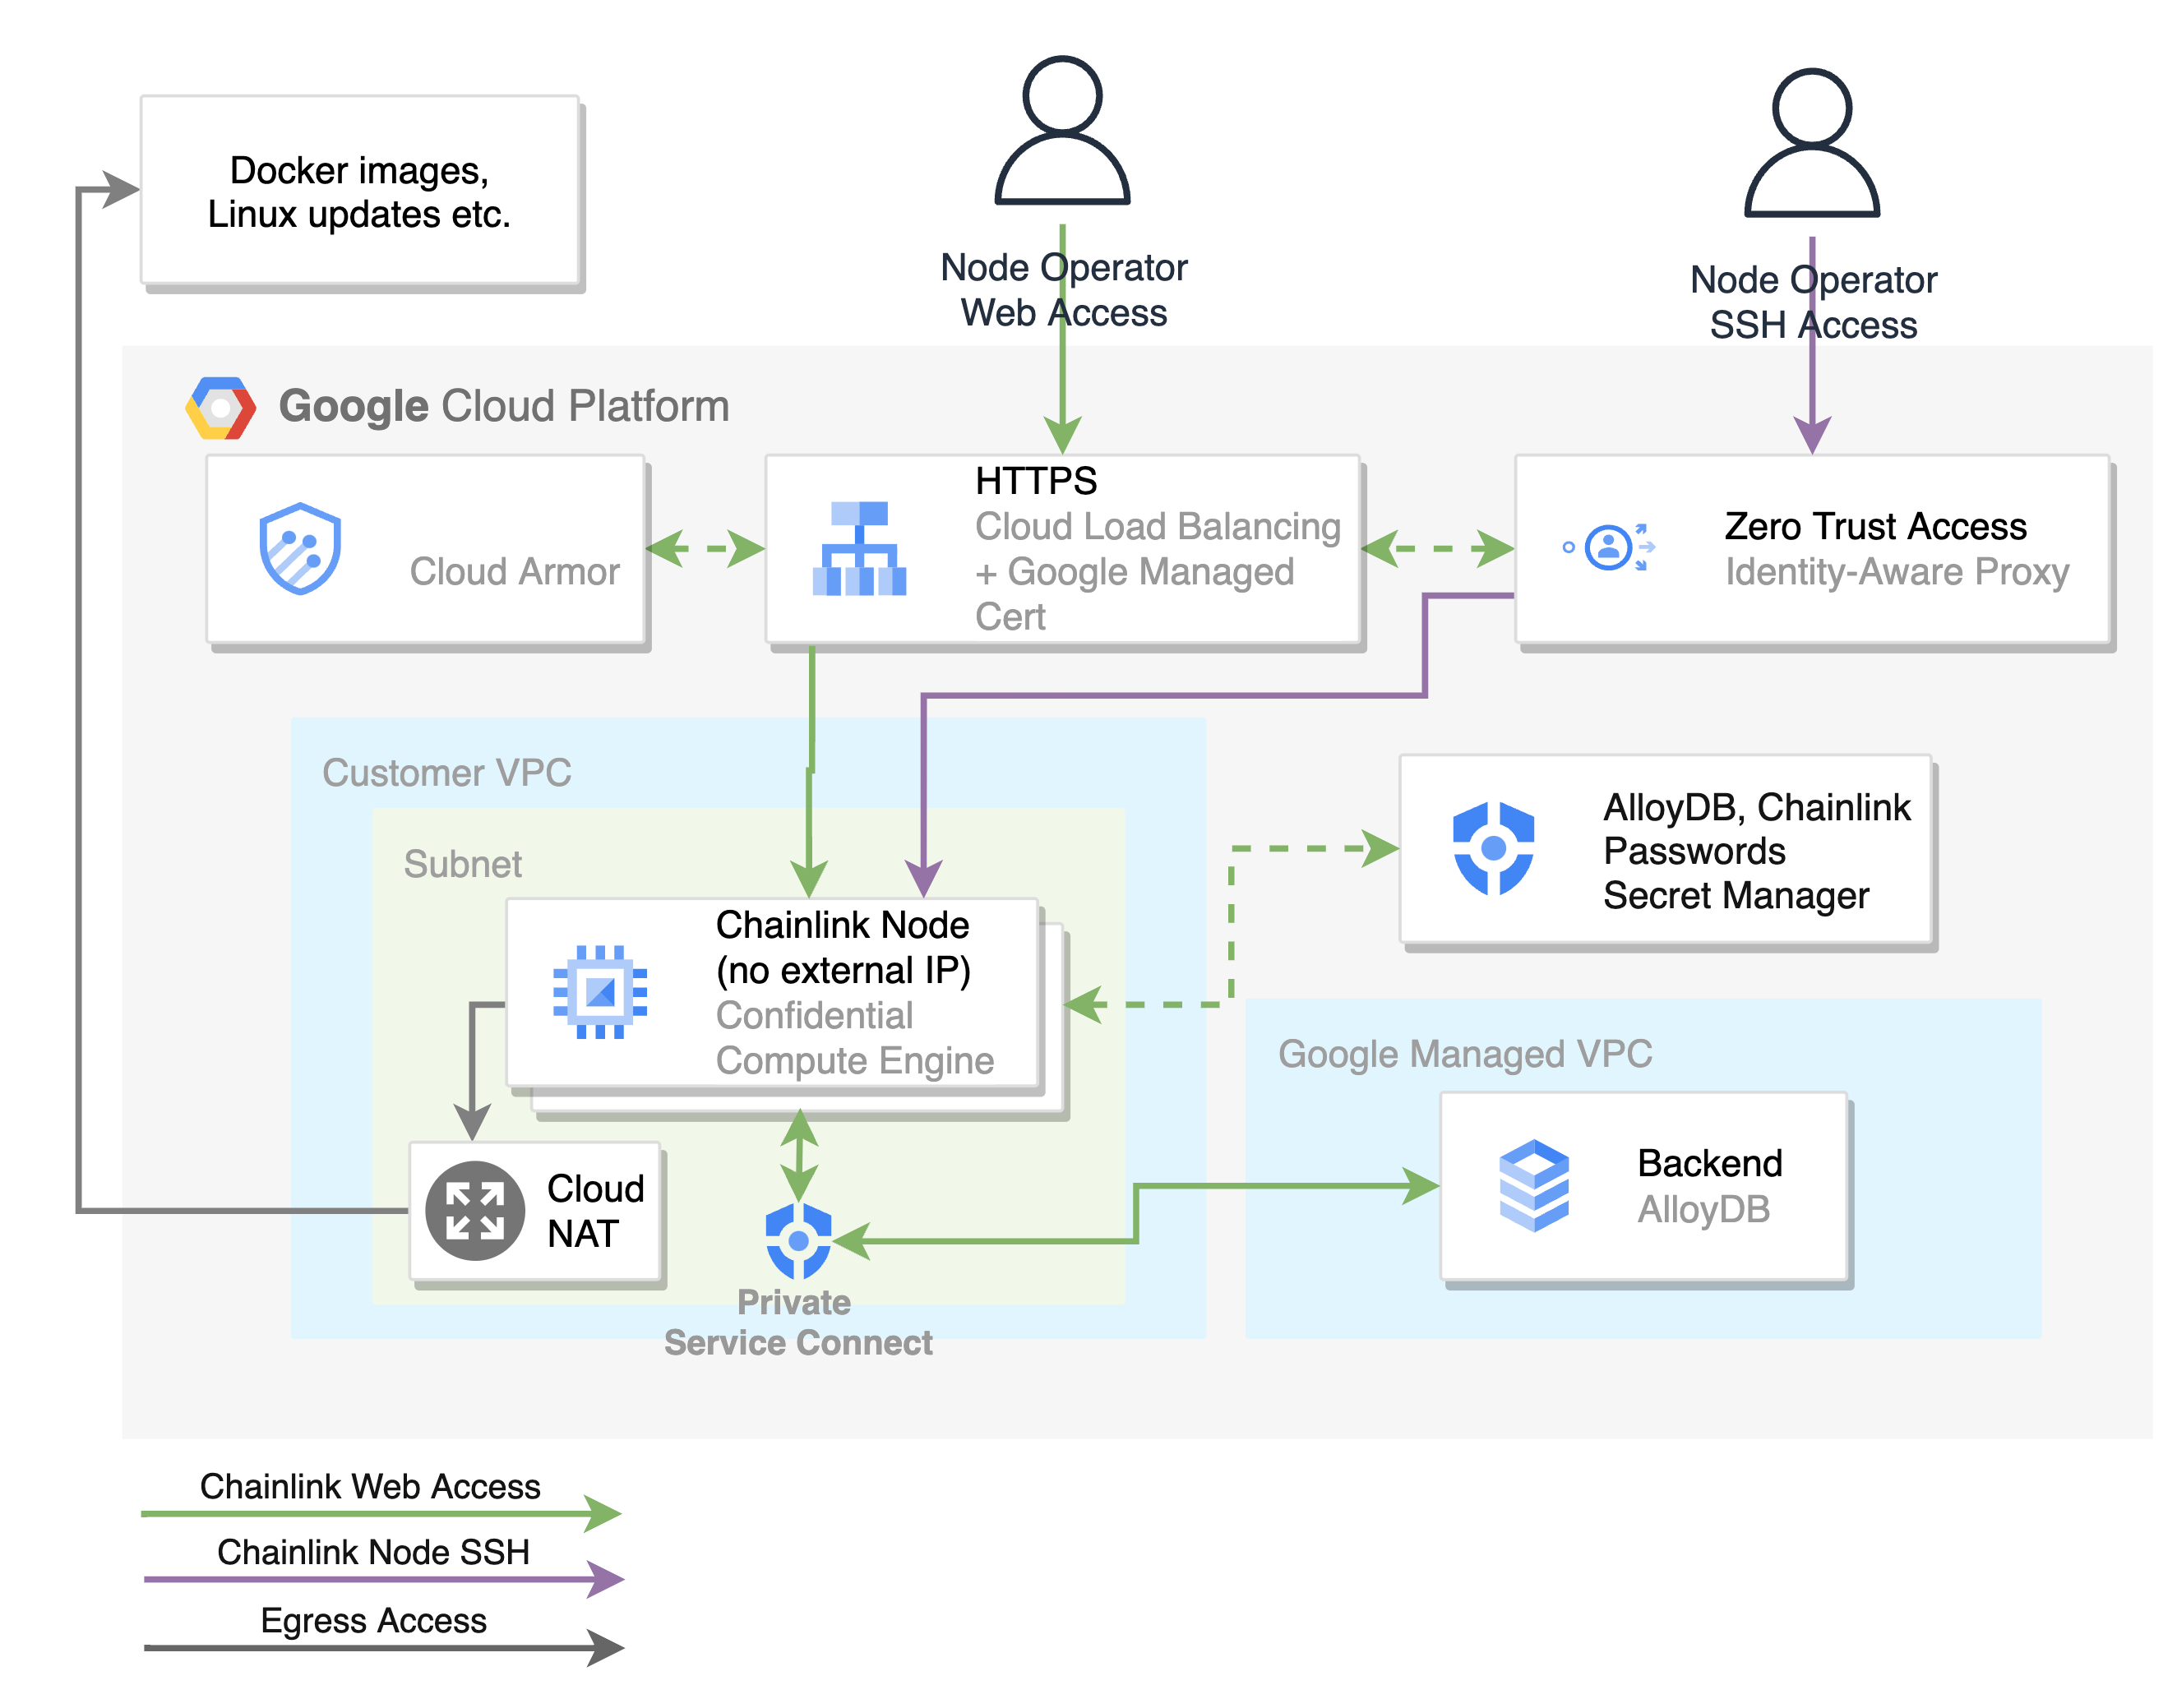 Docker images,
Linux updates etc.
Node Operator
Web Access
Node Operator
SSH Access
Google Cloud Platform
Cloud Armor
HTTPS
Cloud Load Balancing
+ Google Managed
Cert
Zero Trust Access
Identity-Aware Proxy
Customer VPC
Subnet
AlloyDB, Chainlink
Passwords
Secret Manager
Chainlink Node
(no external IP)
Confidential
Compute Engine
Google Managed VPC
Backend
AlloyDB
Cloud
NAT
Private
Service Connect
Chainlink Web Access
Chainlink Node SSH
Egress Access